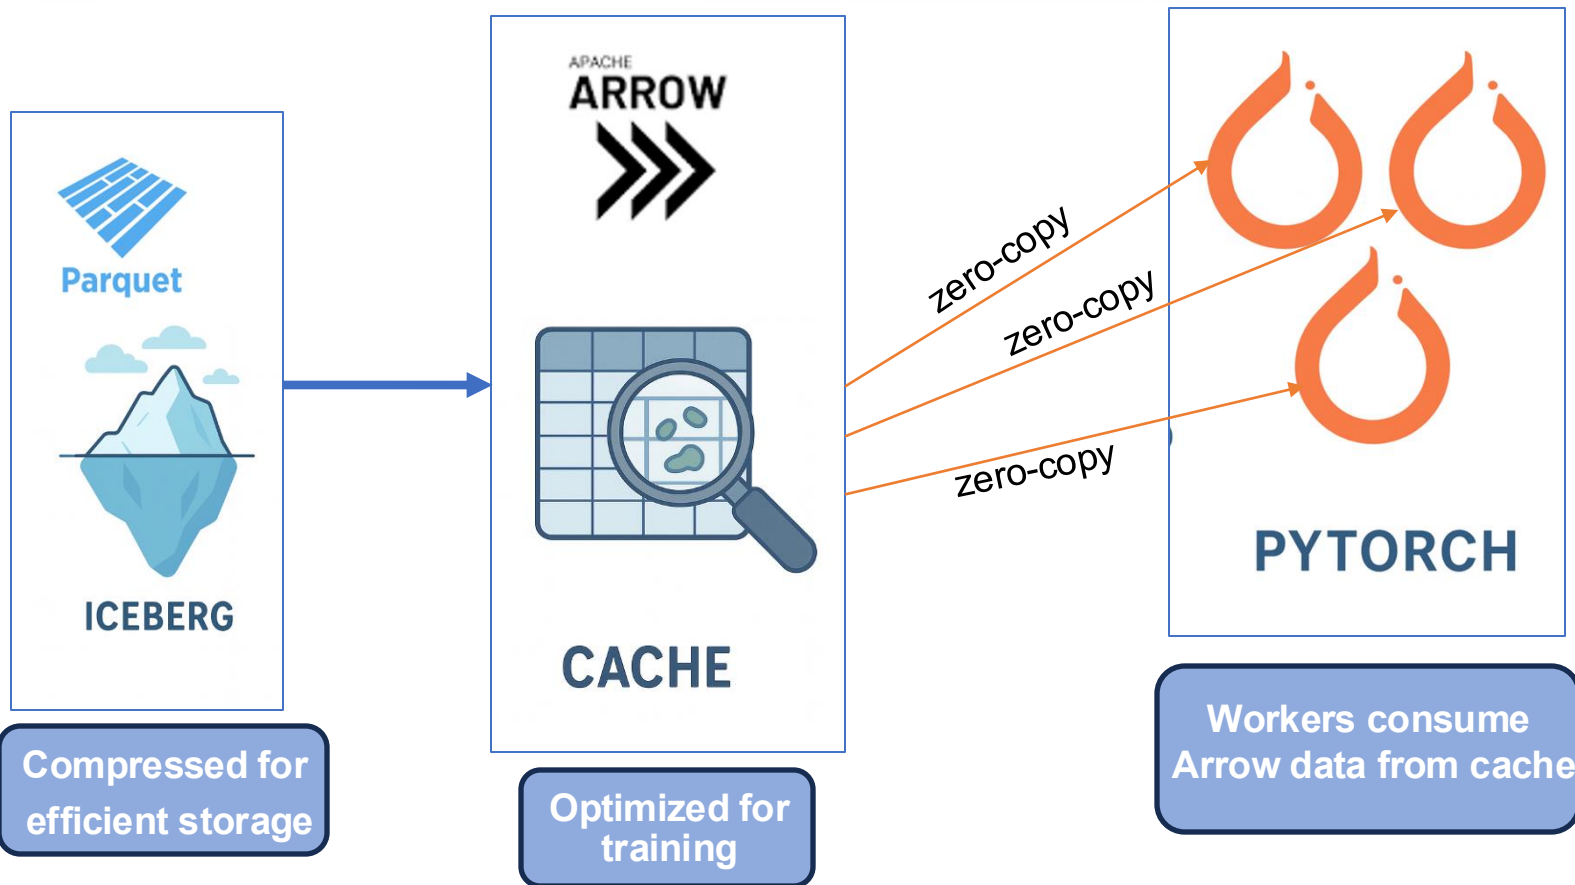 Parquet
ICEBERG
Compressed for
efficient storage
APACHE
ARROW
CACHE
Optimized for
training
zero-copy
zero-copy
zero-copy
PYTORCH
Workers consume
Arrow data from cache